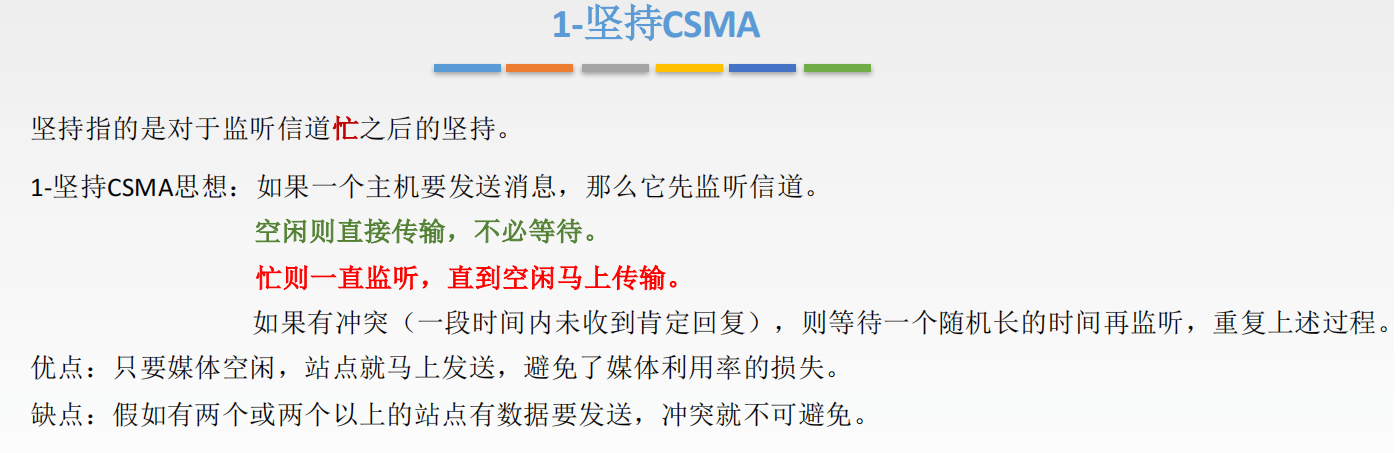 1-坚持CSMA
坚持指的是对于监听信道忙之后的坚持。
1-坚持CSMA思想：如果一个主机要发送消息，那么它先监听信道。
空闲则直接传输，不必等待。
忙则一直监听，直到空闲马上传输。
如果有冲突（一段时间内未收到肯定回复），则等待一个随机长的时间再监听，重复上述过程。
优点：只要媒体空闲，站点就马上发送，避免了媒体利用率的损失。
缺点：假如有两个或两个以上的站点有数据要发送，冲突就不可避免。